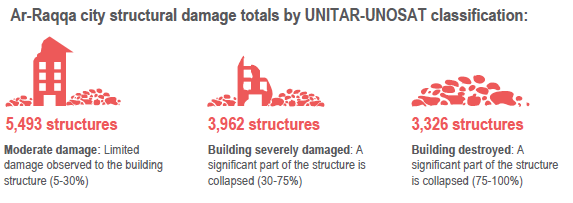 Ar-Raqqa city structural damage totals by UNITAR-UNOSAT classification:
5,493 structures
Moderate damage: Limited
damage observed to the building
structure (5-30%)
3,962 structures
Building severely damaged: A
significant part of the structure is
collapsed (30-75%)
3,326 structures
Building destroyed: A
significant part of the structure
is collapsed (75-100%)